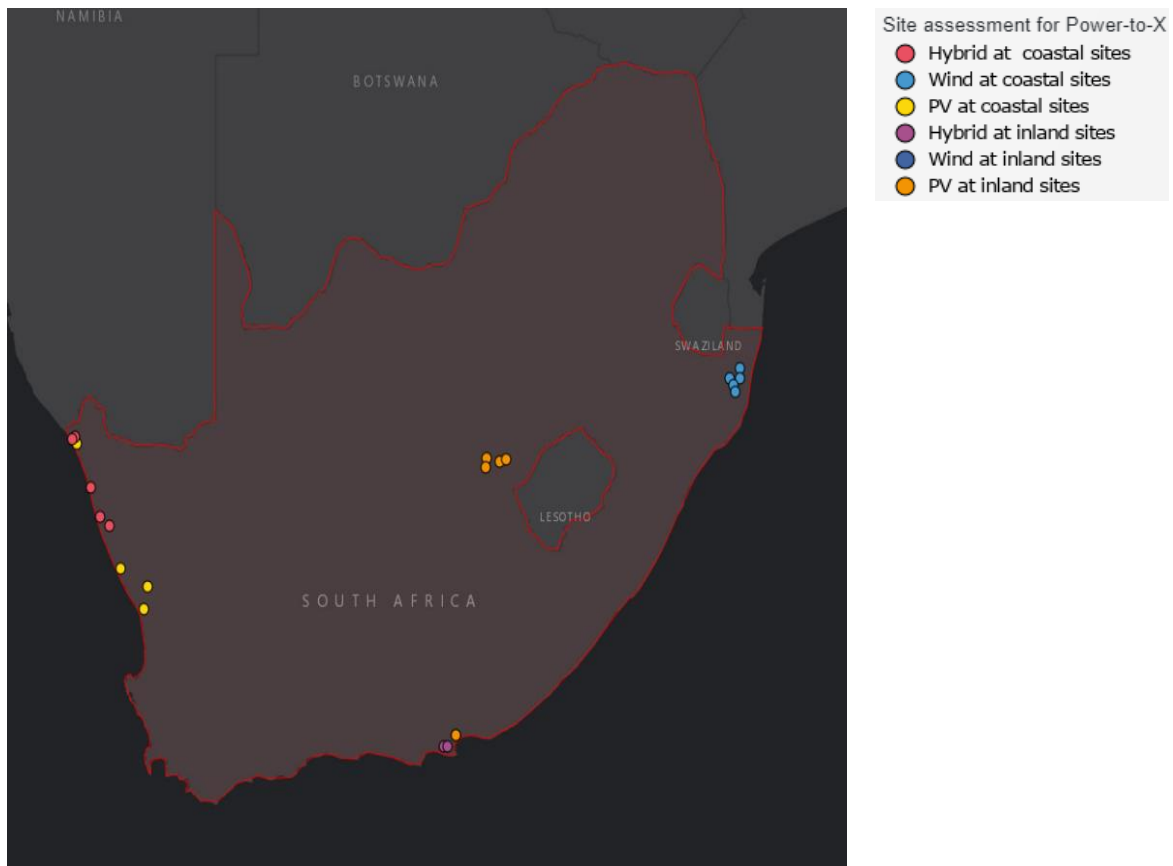 NAMIBIA
BOTSWANA
SWAZILAND
LESOTHO
SOUTH AFRICA
Site assessment for Power-to-X
Hybrid at coastal sites
Wind at coastal sites
PV at coastal sites
Hybrid at inland sites
Wind at inland sites
PV at inland sites